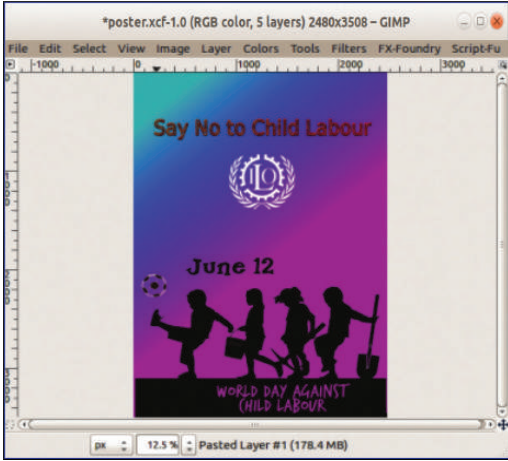 *poster.xcf-1.0 (RGB color, 5 layers) 2480x3508 – GIMP
File Edit Select View Image Layer Colors Tools Filters FX-Foundry Script-Fu
-1000 0 1000 2000 3000
Say No to Child Labour
ILO
June 12
WORLD DAY AGAINST
CHILD LABOUR
px 12.5 % Pasted Layer #1 (178.4 MB)